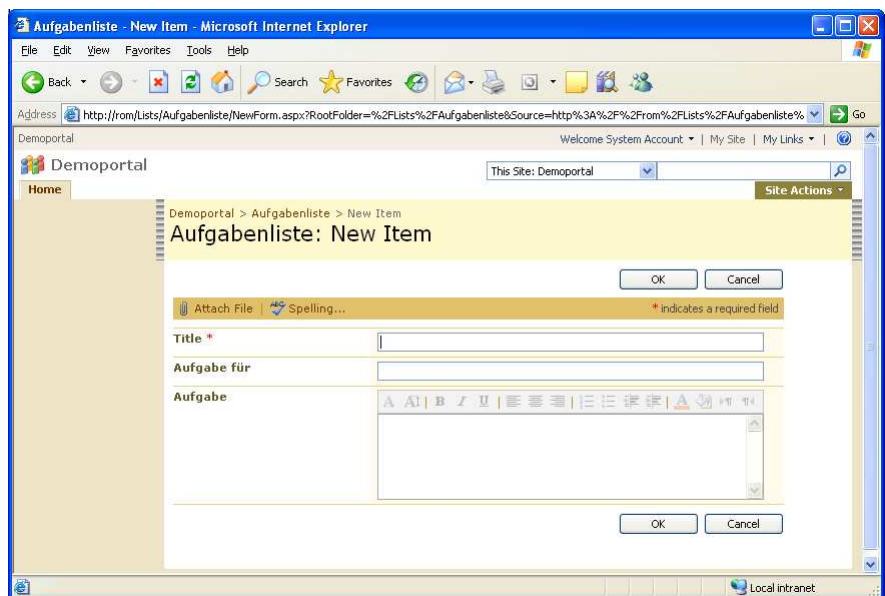 Aufgabenliste - New Item - Microsoft Internet Explorer
File Edit View Favorites Tools Help
Back Search Favorites
Address http://rom/Lists/Aufgabenliste/NewForm.aspx?RootFolder=%2FLists%2FAufgabenliste&Source=http%3A%2F%2From%2FLists%2FAufgabenliste% Go
Demoportal Welcome System Account | My Site | My Links |
Demoportal This Site: Demoportal
Home Site Actions
Demoportal > Aufgabenliste > New Item
Aufgabenliste: New Item
OK Cancel
Attach File | Spelling... * indicates a required field
Title *
Aufgabe für
Aufgabe A A B I U A
OK Cancel
Local intranet